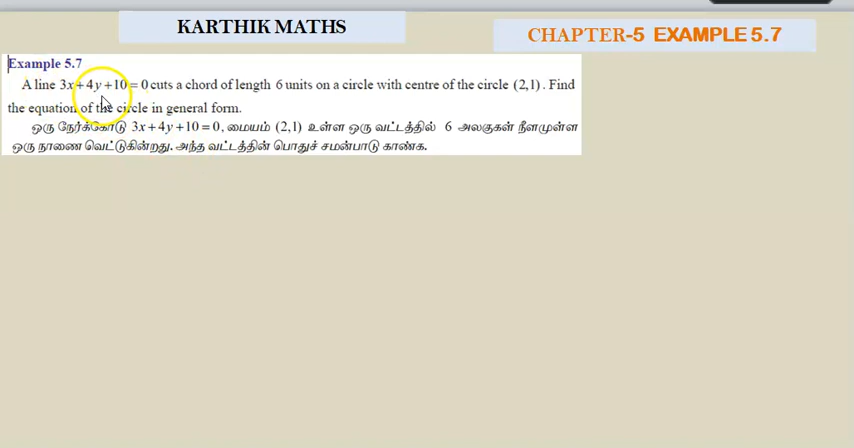 KARTHIK MATHS
CHAPTER-5 EXAMPLE 5.7
Example 5.7
A line 3x + 4y + 10 = 0 cuts a chord of length 6 units on a circle with centre of the circle (2,1). Find
the equation of the circle in general form.
ஒரு நேர்க்கோடு 3x + 4y + 10 = 0, மையம் (2,1) உள்ள ஒரு வட்டத்தில் 6 அலகுகள் நீளமுள்ள
ஒரு நாணை வெட்டுகின்றது. அந்த வட்டத்தின் பொதுச் சமன்பாடு காண்க.